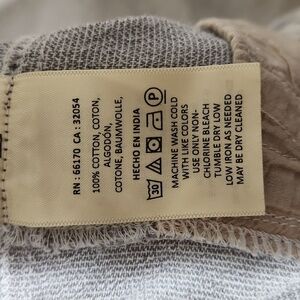 RN : 66170 CA : 32054
100% COTTON, COTON,
ALGODÓN,
COTONE, BAUMWOLLE,
HECHO EN INDIA
30 P
MACHINE WASH COLD
WITH LIKE COLORS
USE ONLY NON-
CHLORINE BLEACH
TUMBLE DRY LOW
LOW IRON AS NEEDED
MAY BE DRY CLEANED